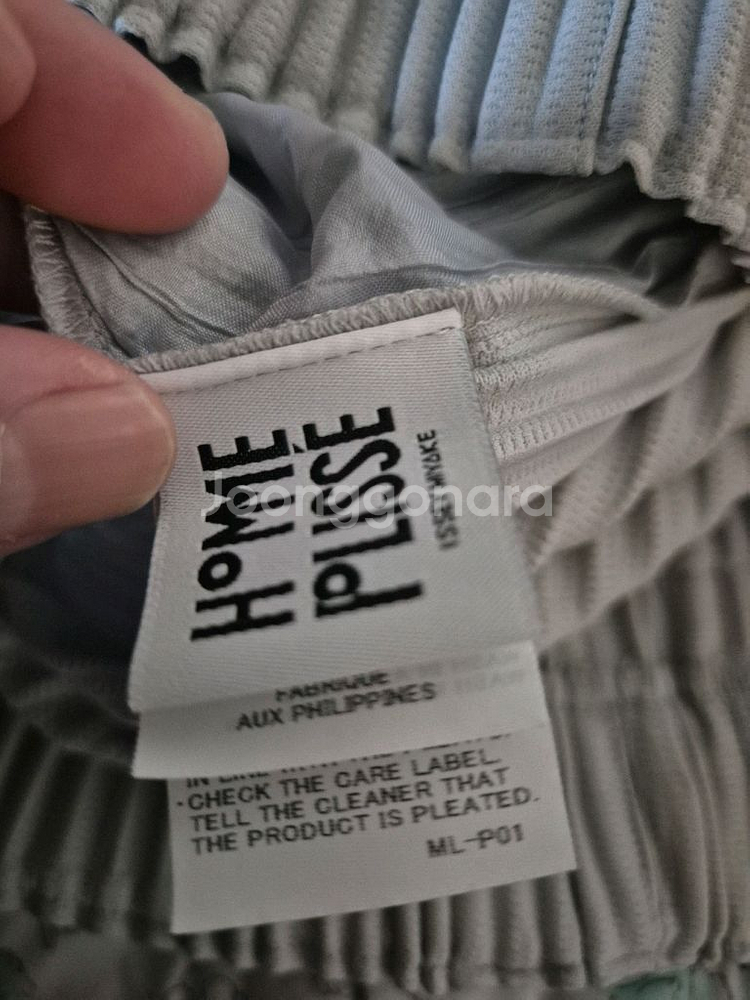 HOMME
PLISSÉ
ISSEY MIYAKE
Joonggonara
FABRIQUÉ
AUX PHILIPPINES
·CHECK THE CARE LABEL.
TELL THE CLEANER THAT
THE PRODUCT IS PLEATED.
ML-P01